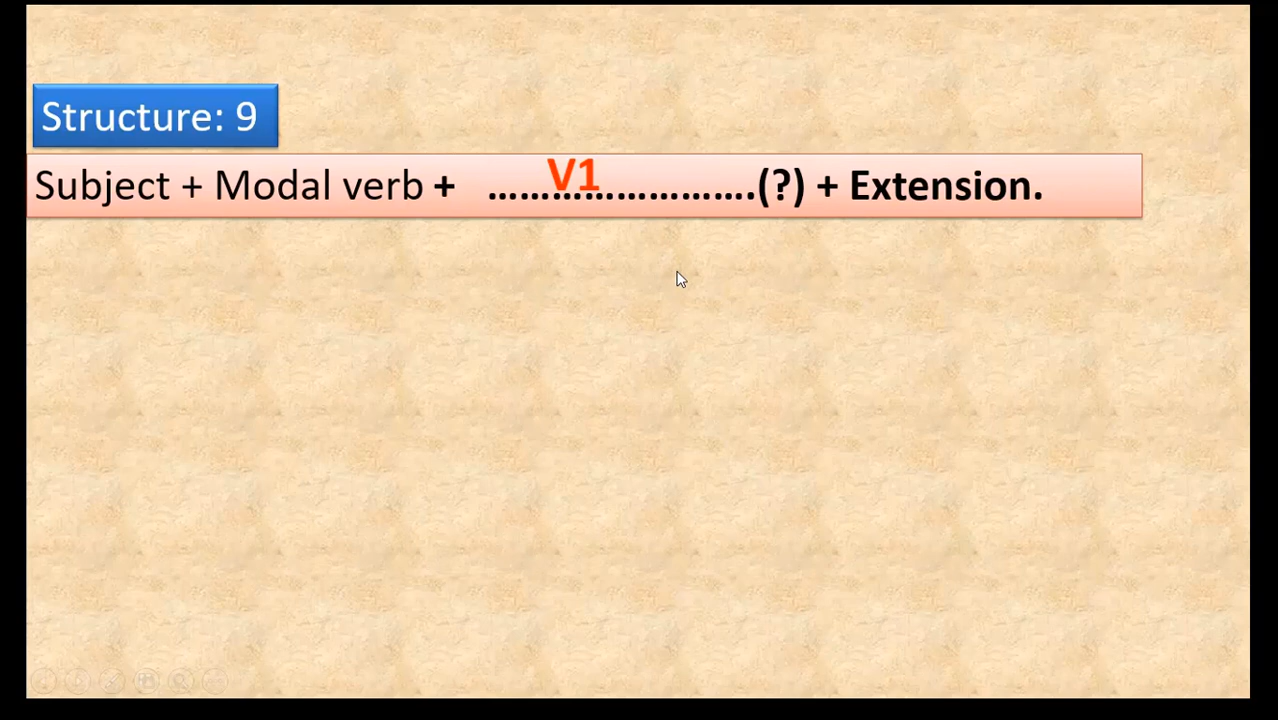 Structure: 9
Subject + Modal verb + ......V1......................(?) + Extension.